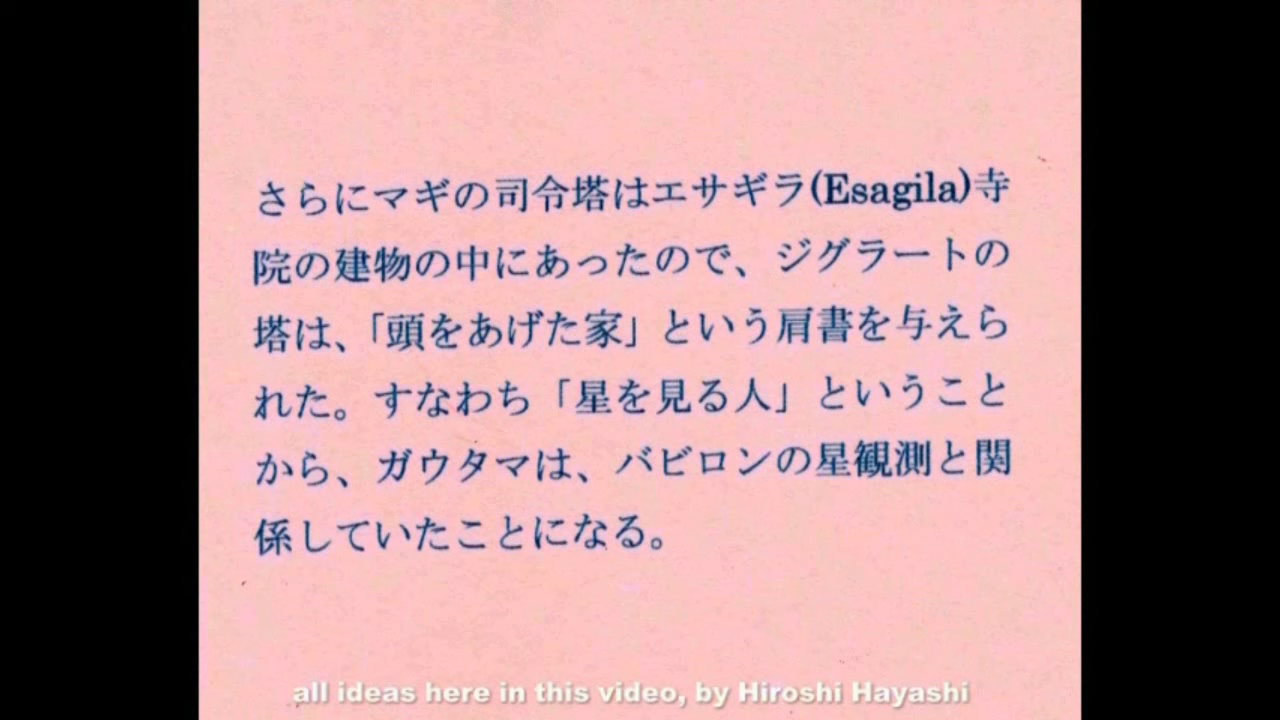 さらにマギの司令塔はエサギラ(Esagila)寺
院の建物の中にあったので、ジグラートの
塔は、「頭をあげた家」という肩書を与えら
れた。すなわち「星を見る人」ということ
から、ガウタマは、バビロンの星観測と関
係していたことになる。
all ideas here in this video, by Hiroshi Hayashi